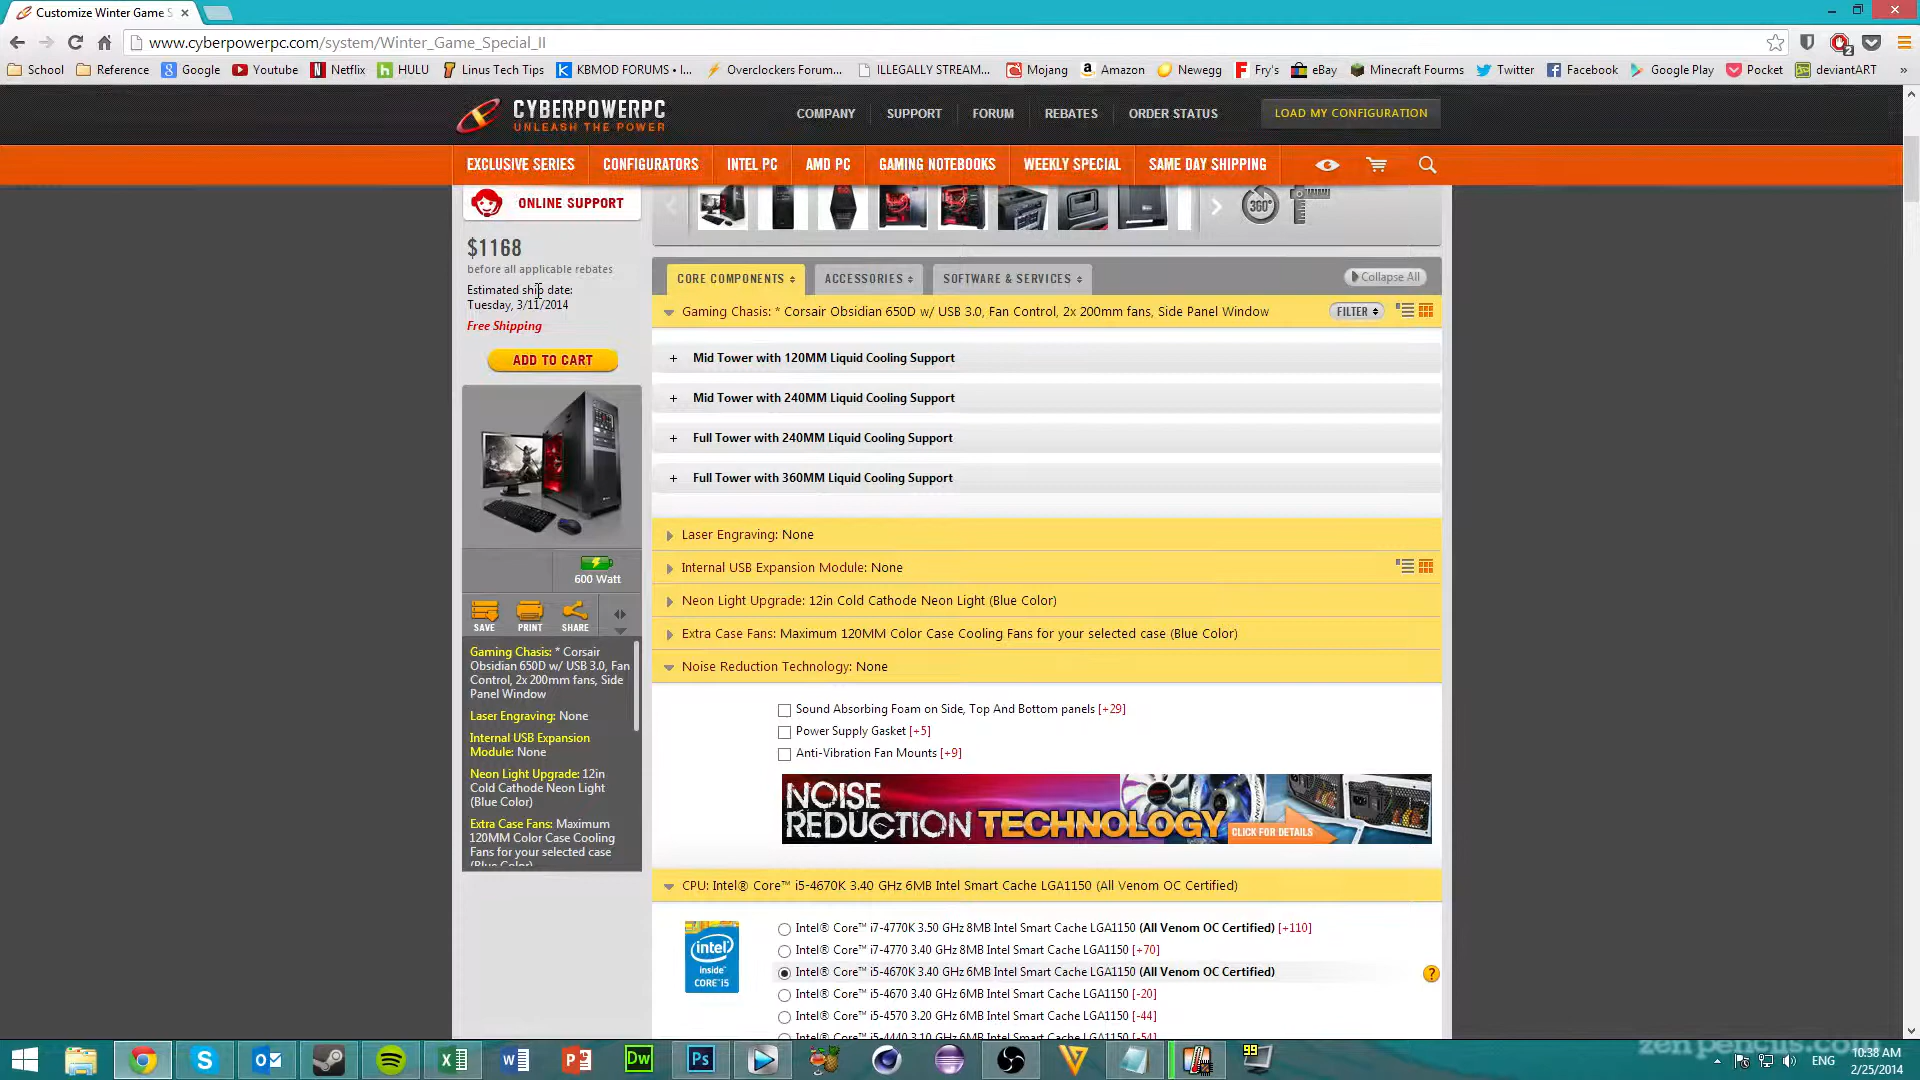 Customize Winter Game S
www.cyberpowerpc.com/system/Winter_Game_Special_II
School Reference Google Youtube Netflix HULU Linus Tech Tips KBMOD FORUMS • I... Overclockers Forum... ILLEGALLY STREAM... Mojang Amazon Newegg Fry's eBay Minecraft Fourms Twitter Facebook Google Play Pocket deviantART »
CYBERPOWERPC
UNLEASH THE POWER
COMPANY SUPPORT FORUM REBATES ORDER STATUS LOAD MY CONFIGURATION
EXCLUSIVE SERIES CONFIGURATORS INTEL PC AMD PC GAMING NOTEBOOKS WEEKLY SPECIAL SAME DAY SHIPPING
ONLINE SUPPORT
$1168
before all applicable rebates
Estimated ship date:
Tuesday, 3/11/2014
Free Shipping
ADD TO CART
600 Watt
SAVE PRINT SHARE
Gaming Chasis: * Corsair
Obsidian 650D w/ USB 3.0, Fan
Control, 2x 200mm fans, Side
Panel Window
Laser Engraving: None
Internal USB Expansion
Module: None
Neon Light Upgrade: 12in
Cold Cathode Neon Light
(Blue Color)
Extra Case Fans: Maximum
120MM Color Case Cooling
Fans for your selected case
(Blue Color)
360°
CORE COMPONENTS ACCESSORIES SOFTWARE & SERVICES Collapse All
Gaming Chasis: * Corsair Obsidian 650D w/ USB 3.0, Fan Control, 2x 200mm fans, Side Panel Window FILTER
+ Mid Tower with 120MM Liquid Cooling Support
+ Mid Tower with 240MM Liquid Cooling Support
+ Full Tower with 240MM Liquid Cooling Support
+ Full Tower with 360MM Liquid Cooling Support
Laser Engraving: None
Internal USB Expansion Module: None
Neon Light Upgrade: 12in Cold Cathode Neon Light (Blue Color)
Extra Case Fans: Maximum 120MM Color Case Cooling Fans for your selected case (Blue Color)
Noise Reduction Technology: None
Sound Absorbing Foam on Side, Top And Bottom panels [+29]
Power Supply Gasket [+5]
Anti-Vibration Fan Mounts [+9]
NOISE
REDUCTION TECHNOLOGY CLICK FOR DETAILS
CPU: Intel® Core™ i5-4670K 3.40 GHz 6MB Intel Smart Cache LGA1150 (All Venom OC Certified)
intel
inside™
CORE™i5
Intel® Core™ i7-4770K 3.50 GHz 8MB Intel Smart Cache LGA1150 (All Venom OC Certified) [+110]
Intel® Core™ i7-4770 3.40 GHz 8MB Intel Smart Cache LGA1150 [+70]
Intel® Core™ i5-4670K 3.40 GHz 6MB Intel Smart Cache LGA1150 (All Venom OC Certified) ?
Intel® Core™ i5-4670 3.40 GHz 6MB Intel Smart Cache LGA1150 [-20]
Intel® Core™ i5-4570 3.20 GHz 6MB Intel Smart Cache LGA1150 [-44]
Intel® Core™ i5-4440 3.10 GHz 6MB Intel Smart Cache LGA1150 [-54]
99
ENG
10:38 AM
2/25/2014